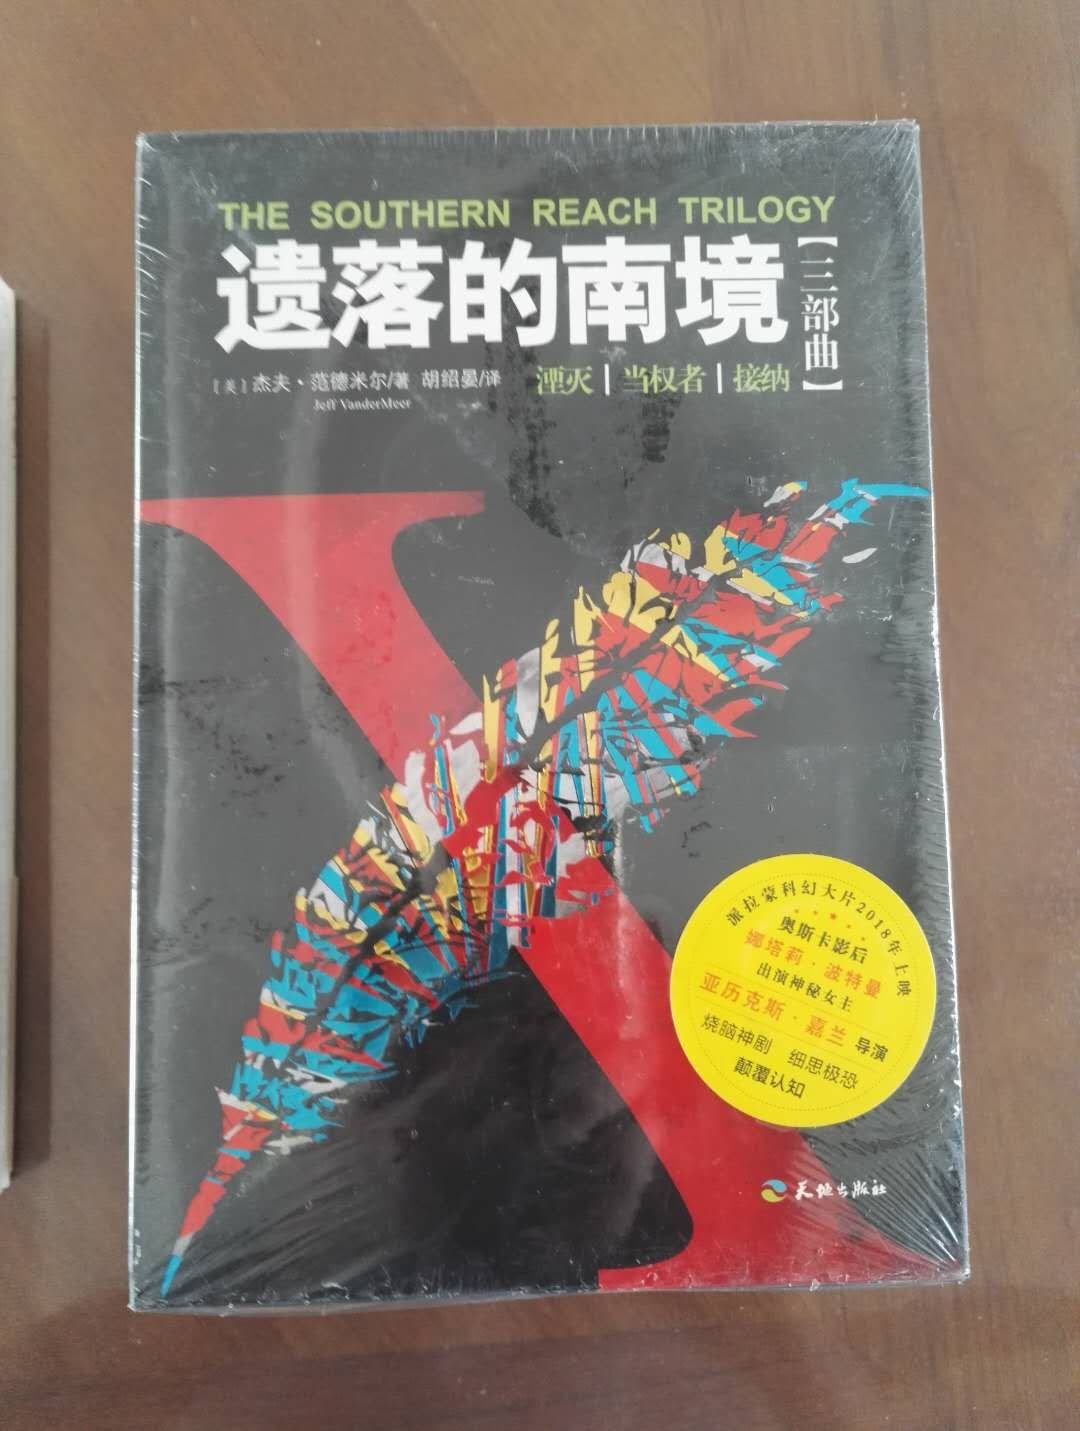 THE SOUTHERN REACH TRILOGY
遗落的南境
【三部曲】
[美]杰夫·范德米尔/著 胡绍晏/译
Jeff VanderMeer
湮灭|当权者|接纳
派拉蒙科幻大片2018年上映
奥斯卡影后
娜塔莉·波特曼
出演神秘女主
亚历克斯·嘉兰 导演
烧脑神剧 细思极恐
颠覆认知
天地出版社